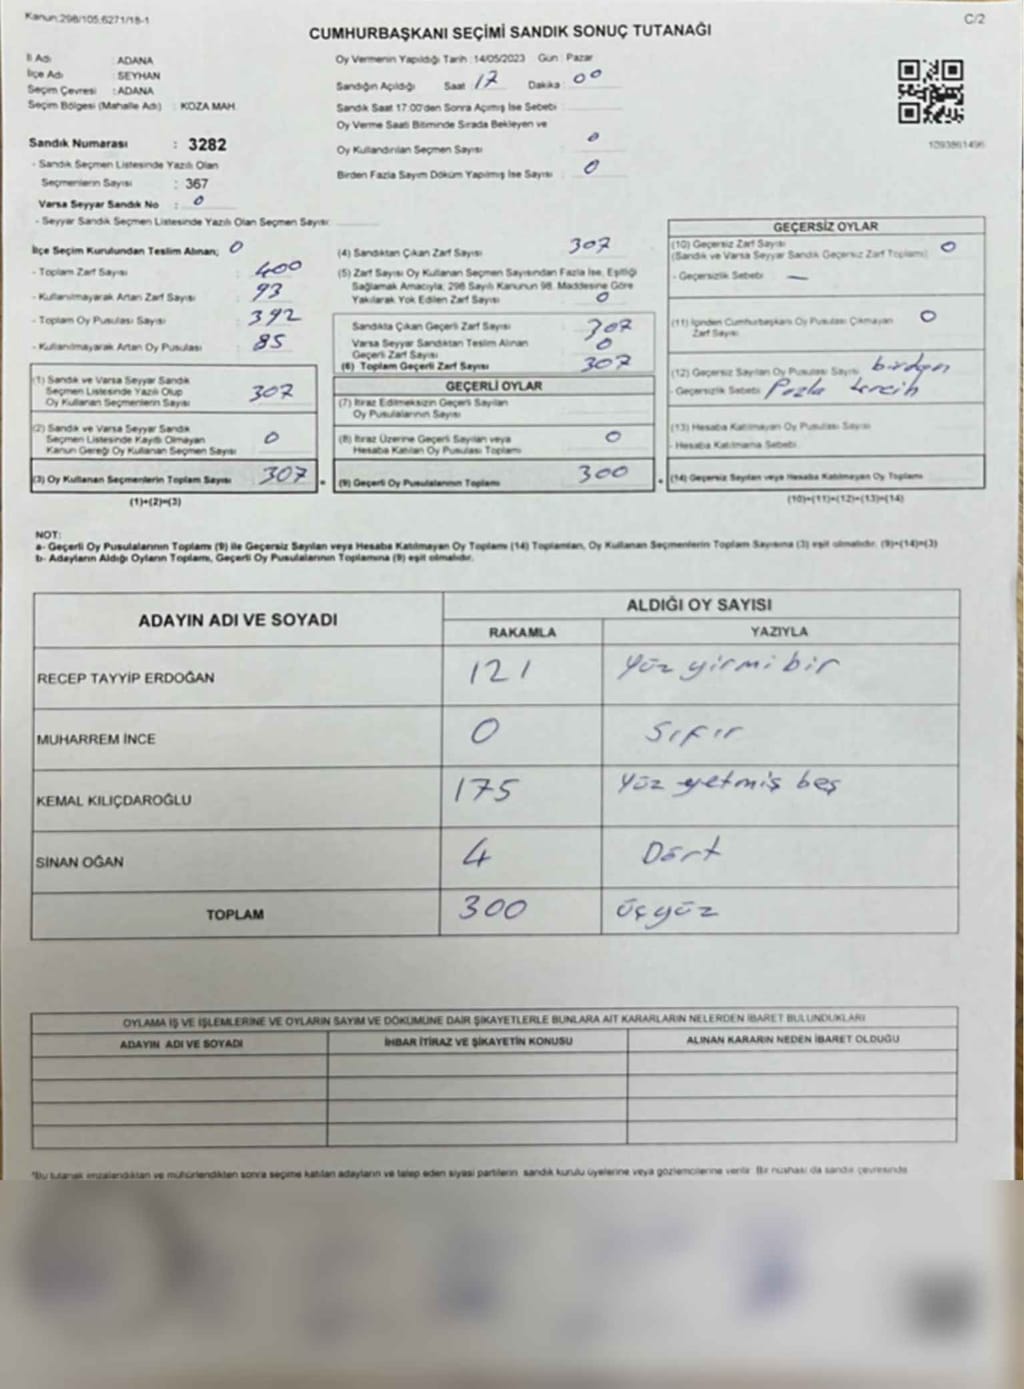 Kanun:298/105,6271/18-1
C/2
CUMHURBAŞKANI SEÇİMİ SANDIK SONUÇ TUTANAĞI
İl Adı : ADANA
İlçe Adı : SEYHAN
Seçim Çevresi : ADANA
Seçim Bölgesi (Mahalle Adı) : KOZA MAH.
Sandık Numarası : 3282
- Sandık Seçmen Listesinde Yazılı Olan
Seçmenlerin Sayısı : 367
Varsa Seyyar Sandık No : 0
- Seyyar Sandık Seçmen Listesinde Yazılı Olan Seçmen Sayısı:
Oy Vermenin Yapıldığı Tarih : 14/05/2023 Gün : Pazar
Sandığın Açıldığı Saat : 17 Dakika : 00
Sandık Saat 17:00'den Sonra Açımış İse Sebebi :
Oy Verme Saati Bitiminde Sırada Bekleyen ve
Oy Kullandırılan Seçmen Sayısı : 0
Birden Fazla Sayım Döküm Yapılmış İse Sayısı : 0
1293861496
İlçe Seçim Kurulundan Teslim Alınan; 0
- Toplam Zarf Sayısı : 400
- Kullanılmayarak Artan Zarf Sayısı : 93
- Toplam Oy Pusulası Sayısı : 392
- Kullanılmayarak Artan Oy Pusulası : 85
(1) Sandık ve Varsa Seyyar Sandık
Seçmen Listesinde Yazılı Olup
Oy Kullanan Seçmenlerin Sayısı 307
(2) Sandık ve Varsa Seyyar Sandık
Seçmen Listesinde Kayıtlı Olmayan
Kanun Gereği Oy Kullanan Seçmen Sayısı 0
(3) Oy Kullanan Seçmenlerin Toplam Sayısı 307
(1)+(2)=(3)
(4) Sandıktan Çıkan Zarf Sayısı 307
(5) Zarf Sayısı Oy Kullanan Seçmen Sayısından Fazla İse, Eşitliği
Sağlamak Amacıyla; 298 Sayılı Kanunun 98. Maddesine Göre
Yakılarak Yok Edilen Zarf Sayısı 0
Sandıkta Çıkan Geçerli Zarf Sayısı : 307
Varsa Seyyar Sandıktan Teslim Alınan
Geçerli Zarf Sayısı : 0
(6) Toplam Geçerli Zarf Sayısı : 307
GEÇERLİ OYLAR
(7) İtiraz Edilmeksizin Geçerli Sayılan
Oy Pusulalarının Sayısı
(8) İtiraz Üzerine Geçerli Sayılan veya
Hesaba Katılan Oy Pusulası Toplamı 0
(9) Geçerli Oy Pusulalarının Toplamı 300
GEÇERSİZ OYLAR
(10) Geçersiz Zarf Sayısı
(Sandık ve Varsa Seyyar Sandık Geçersiz Zarf Toplamı) 0
- Geçersizlik Sebebi : —
(11) İçinden Cumhurbaşkanı Oy Pusulası Çıkmayan
Zarf Sayısı 0
(12) Geçersiz Sayılan Oy Pusulası Sayısı birden
- Geçersizlik Sebebi Fazla tercih
(13) Hesaba Katılmayan Oy Pusulası Sayısı
- Hesaba Katılmama Sebebi
(14) Geçersiz Sayılan veya Hesaba Katılmayan Oy Toplamı
(10)+(11)+(12)+(13)=(14)
NOT:
a- Geçerli Oy Pusulalarının Toplamı (9) ile Geçersiz Sayılan veya Hesaba Katılmayan Oy Toplamı (14) Toplamları, Oy Kullanan Seçmenlerin Toplam Sayısına (3) eşit olmalıdır. (9)+(14)=(3)
b- Adayların Aldığı Oyların Toplamı, Geçerli Oy Pusulalarının Toplamına (9) eşit olmalıdır.
ADAYIN ADI VE SOYADI
ALDIĞI OY SAYISI
RAKAMLA YAZIYLA
RECEP TAYYİP ERDOĞAN 121 Yüz yirmi bir
MUHARREM İNCE 0 Sıfır
KEMAL KILIÇDAROĞLU 175 Yüz yetmiş beş
SİNAN OĞAN 4 Dört
TOPLAM 300 üçyüz
OYLAMA İŞ VE İŞLEMLERİNE VE OYLARIN SAYIM VE DÖKÜMÜNE DAİR ŞİKAYETLERLE BUNLARA AİT KARARLARIN NELERDEN İBARET BULUNDUKLARI
ADAYIN ADI VE SOYADI İHBAR İTİRAZ VE ŞİKAYETİN KONUSU ALINAN KARARIN NEDEN İBARET OLDUĞU
*Bu tutanak imzalandıktan ve mühürlendikten sonra seçime katılan adayların ve talep eden siyasi partilerin sandık kurulu üyelerine veya gözlemcilerine verilir. Bir nüshası da sandık çevresinde